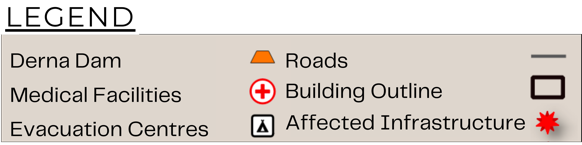 LEGEND
Derna Dam
Medical Facilities
Evacuation Centres
Roads
Building Outline
Affected Infrastructure